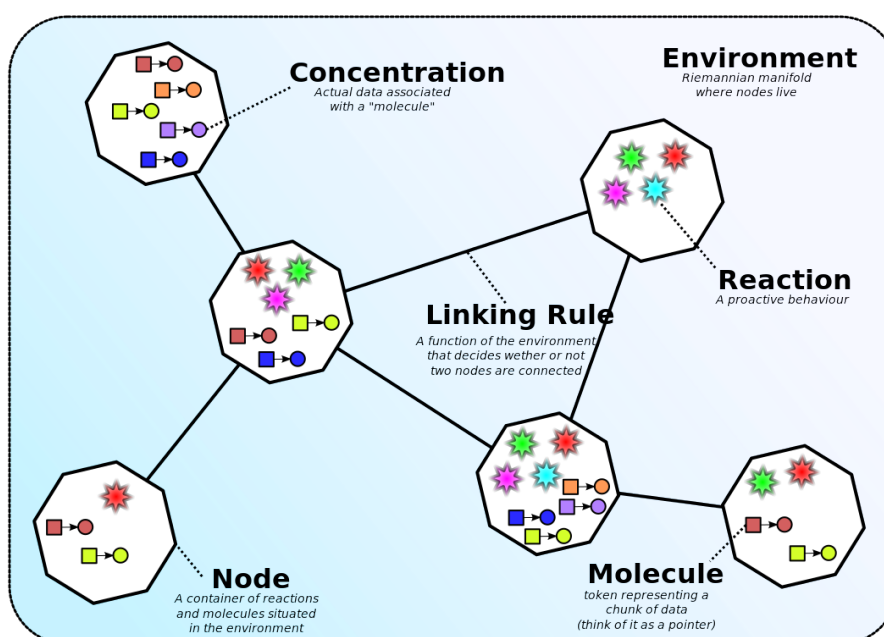 Environment
Riemannian manifold
where nodes live
Concentration
Actual data associated
with a "molecule"
Reaction
A proactive behaviour
Linking Rule
A function of the environment
that decides wether or not
two nodes are connected
Node
A container of reactions
and molecules situated
in the environment
Molecule
token representing a
chunk of data
(think of it as a pointer)